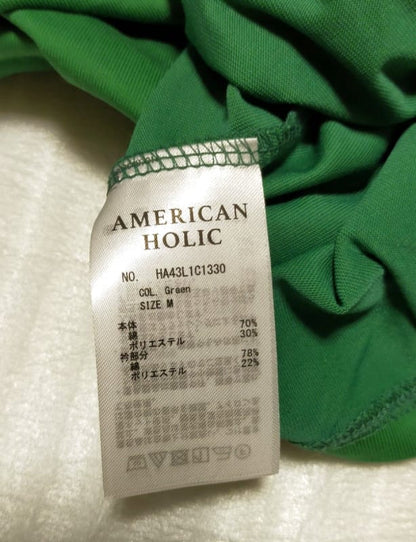 AMERICAN
HOLIC
NO. HA43L1C1330
COL. Green
SIZE M
本体
綿 70%
ポリエステル 30%
衿部分
綿 78%
ポリエステル 22%